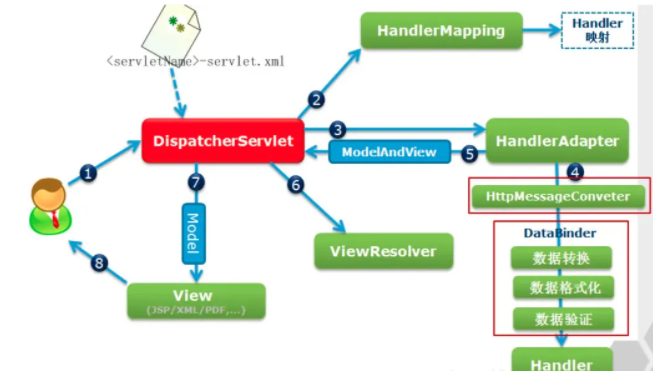 HandlerMapping
Handler
映射
<servletName>-servlet.xml
2
DispatcherServlet
3
HandlerAdapter
ModelAndView
5
1
4
7
6
HttpMessageConveter
Model
DataBinder
ViewResolver
数据转换
8
数据格式化
View
(JSP/XML/PDF,...)
数据验证
Handler